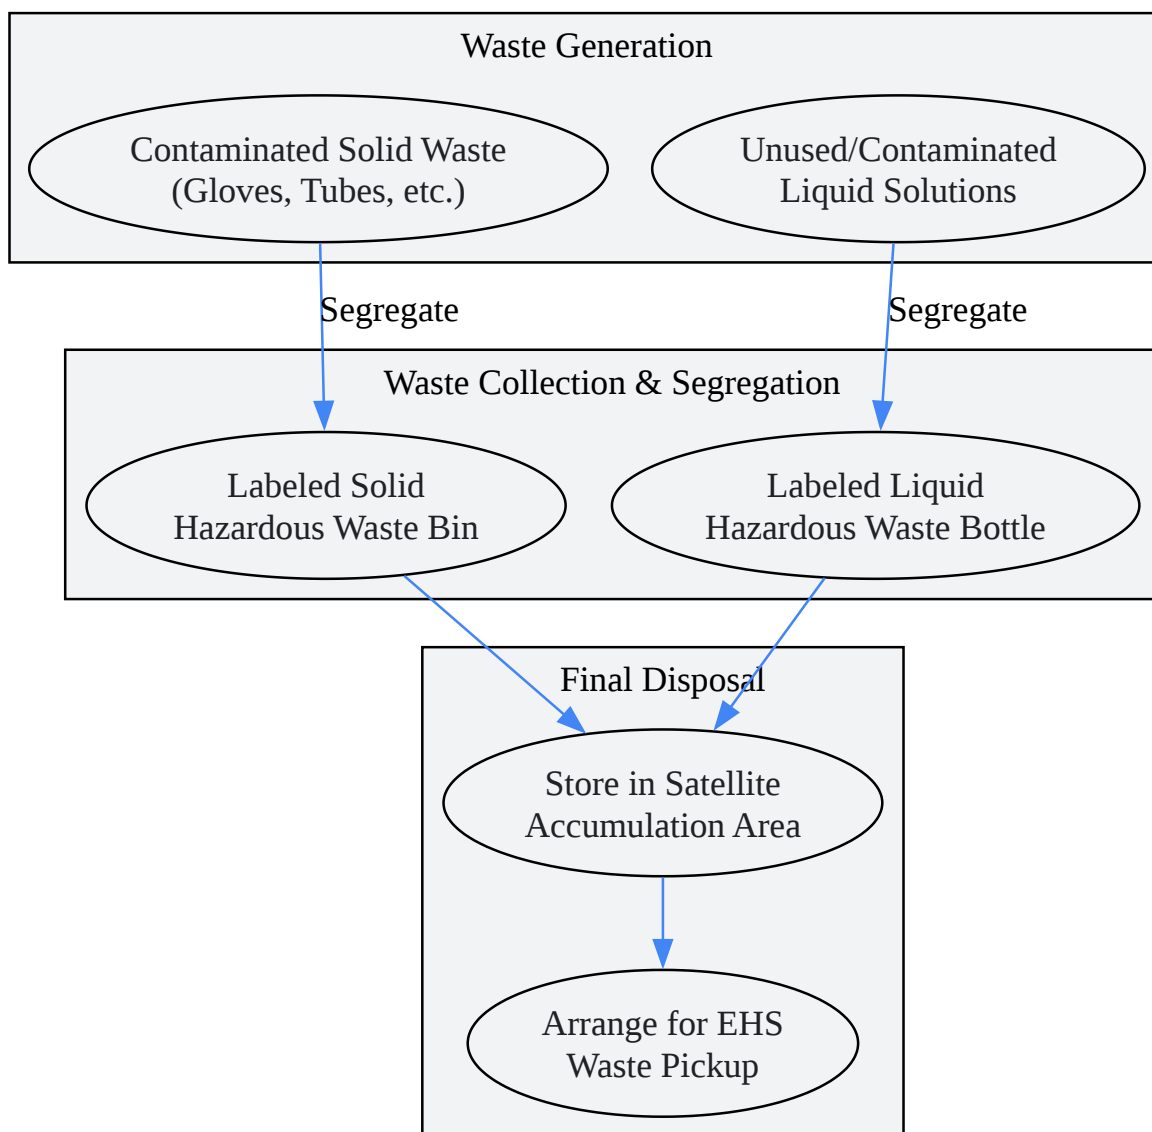 Waste Generation
Contaminated Solid Waste
(Gloves, Tubes, etc.)
Unused/Contaminated
Liquid Solutions
Segregate
Segregate
Waste Collection & Segregation
Labeled Solid
Hazardous Waste Bin
Labeled Liquid
Hazardous Waste Bottle
Final Disposal
Store in Satellite
Accumulation Area
Arrange for EHS
Waste Pickup